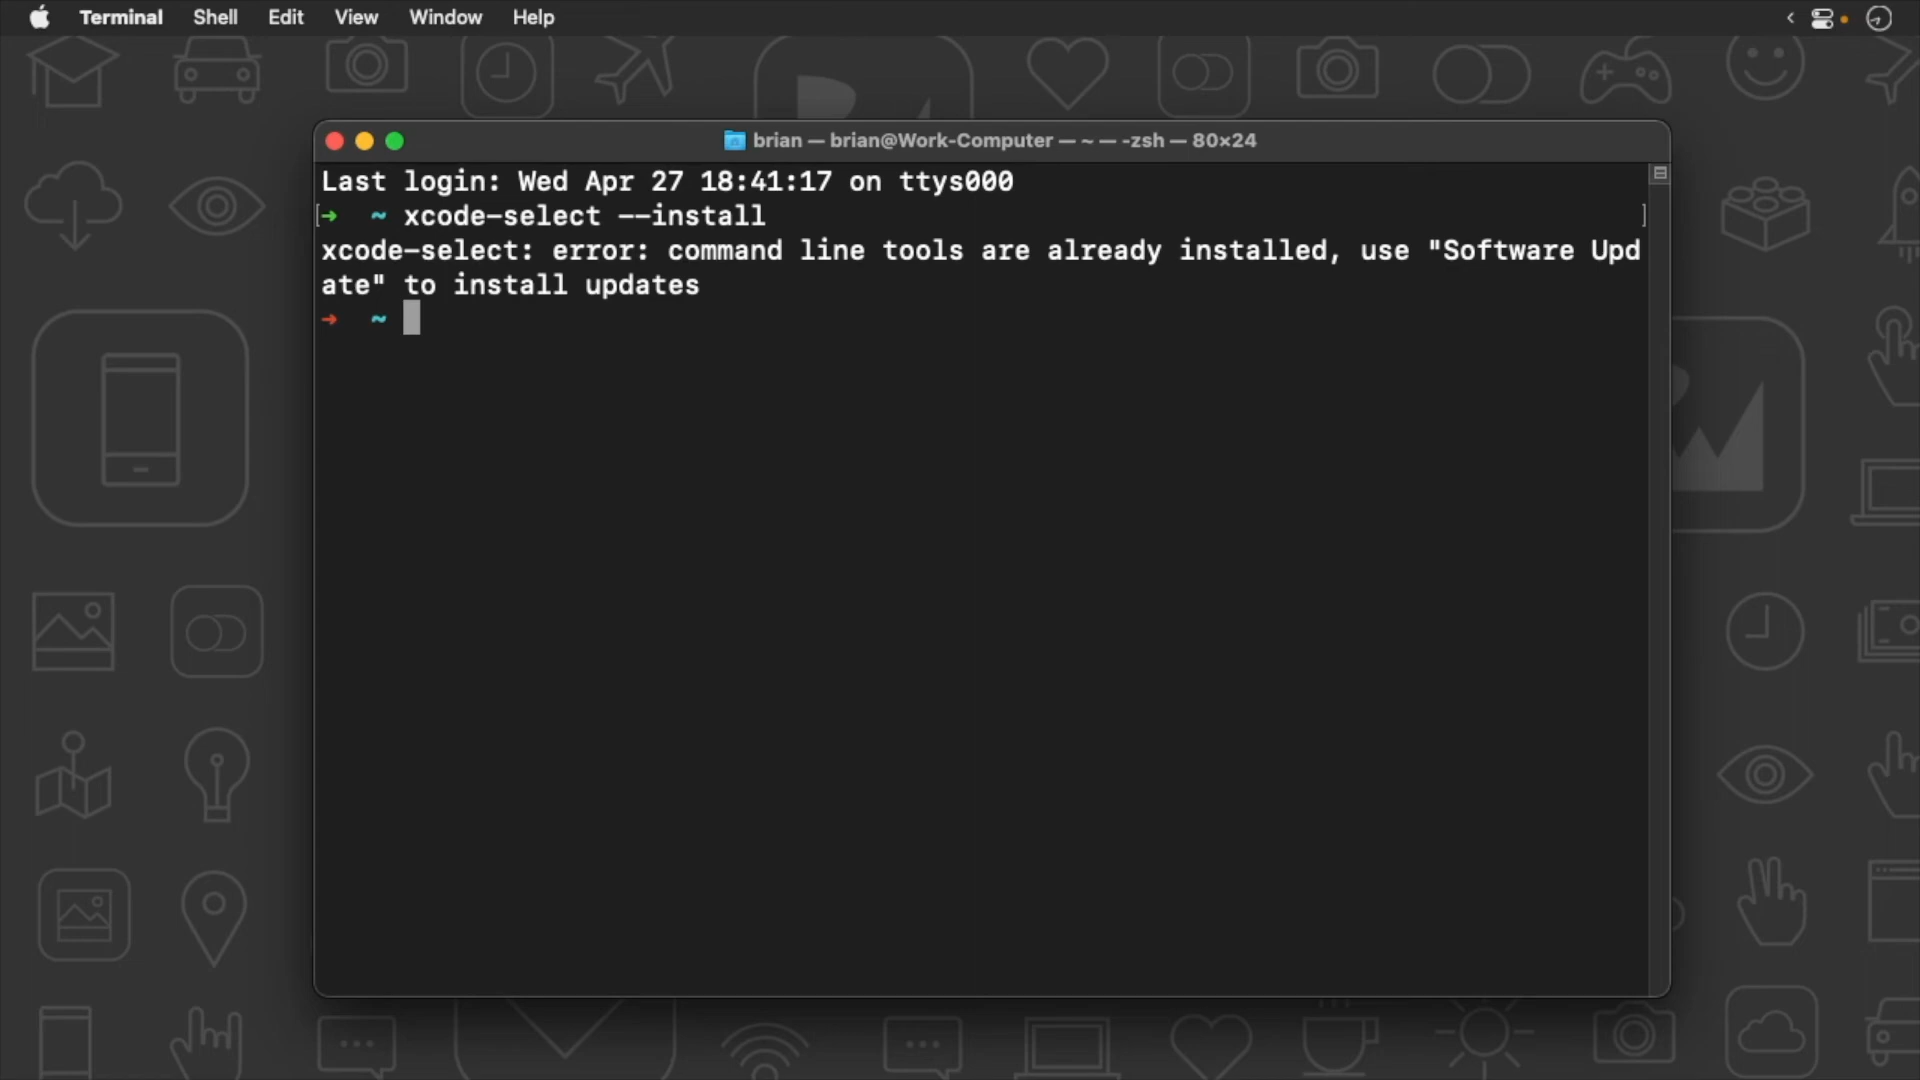 Terminal Shell Edit View Window Help
brian — brian@Work-Computer — ~ — -zsh — 80×24
Last login: Wed Apr 27 18:41:17 on ttys000
[➜  ~ xcode-select --install ]
xcode-select: error: command line tools are already installed, use "Software Upd
ate" to install updates
➜  ~